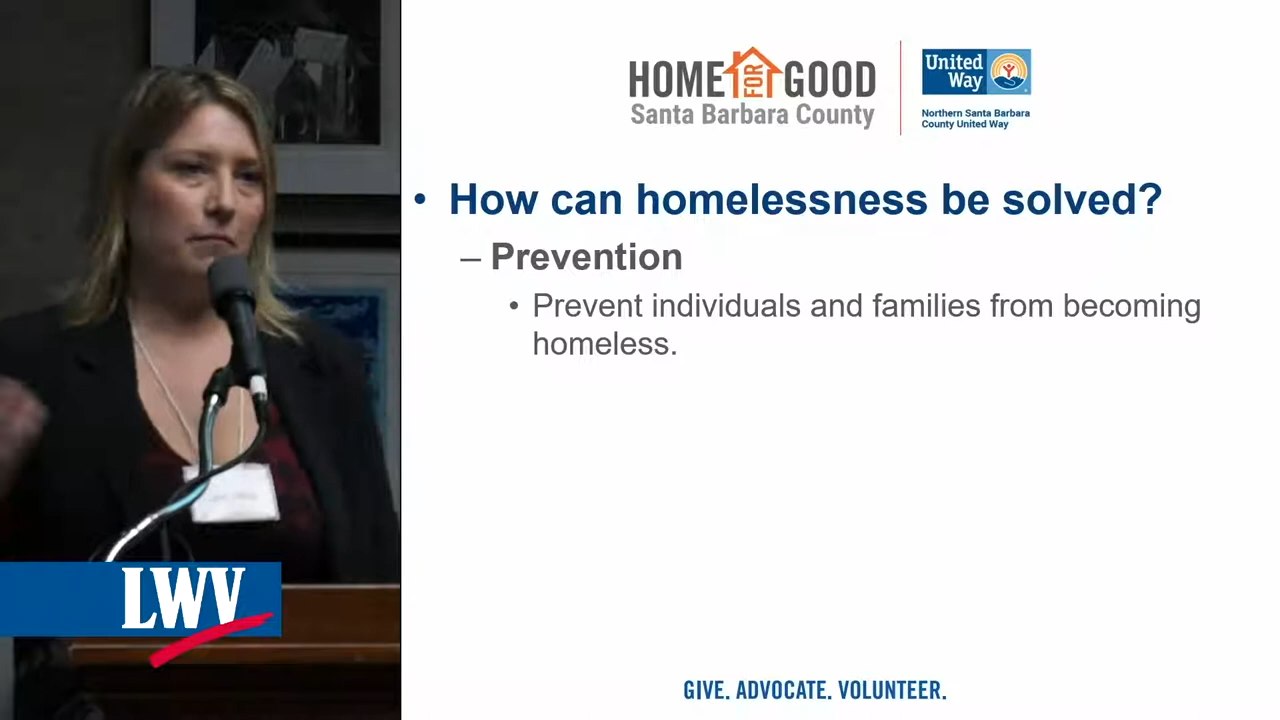 HOME FOR GOOD
Santa Barbara County
United
Way
Northern Santa Barbara
County United Way
• How can homelessness be solved?
– Prevention
• Prevent individuals and families from becoming
homeless.
LWV
GIVE. ADVOCATE. VOLUNTEER.